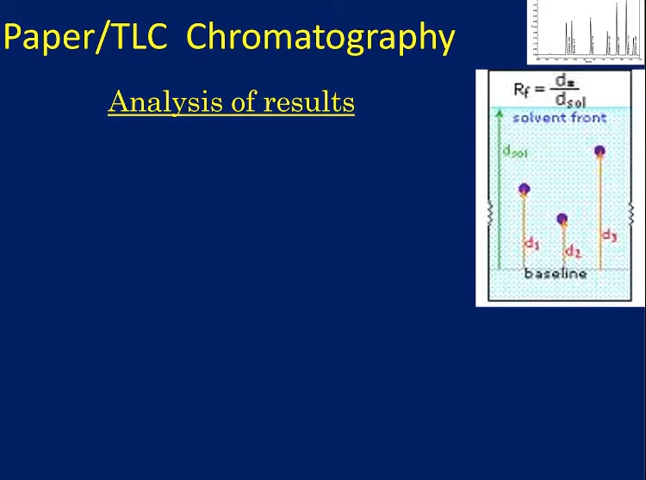 Paper/TLC Chromatography
Analysis of results
Rf = dx/dsol
solvent front
dsol
d1
d2
d3
baseline